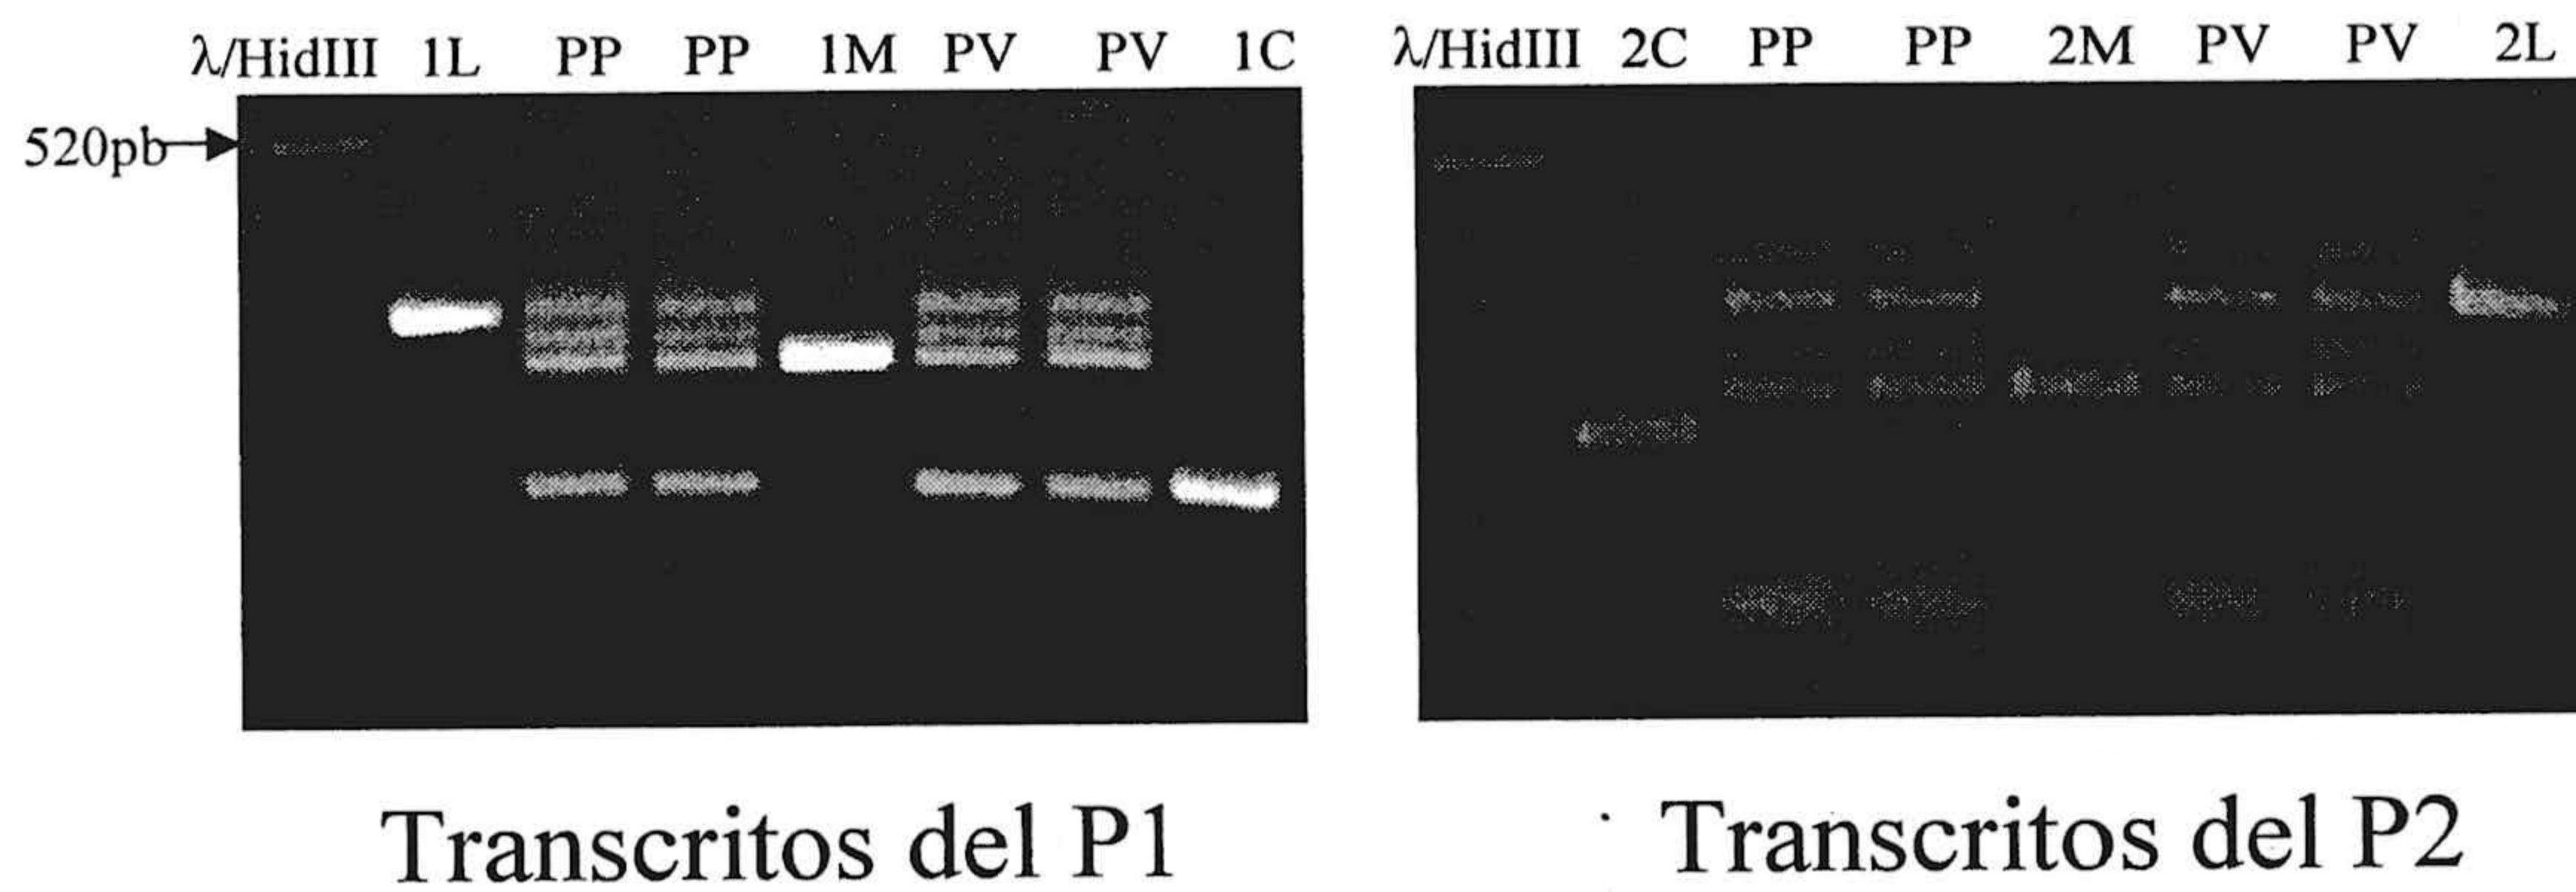 λ/HidIII 1L PP PP 1M PV PV 1C
520pb
Transcritos del P1
λ/HidIII 2C PP PP 2M PV PV 2L
Transcritos del P2